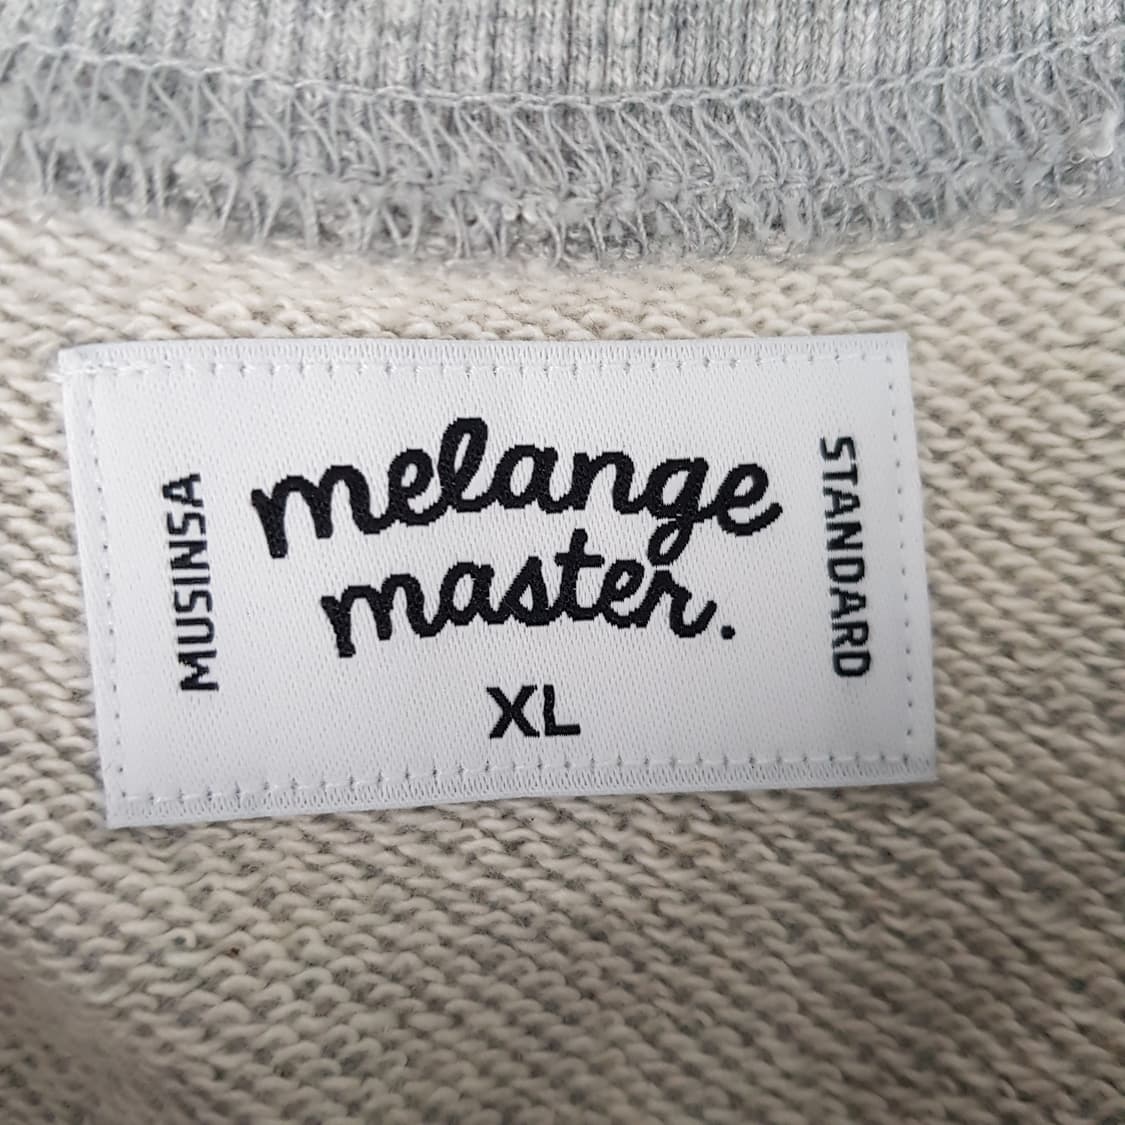 MUSINSA
melange
master.
XL
STANDARD